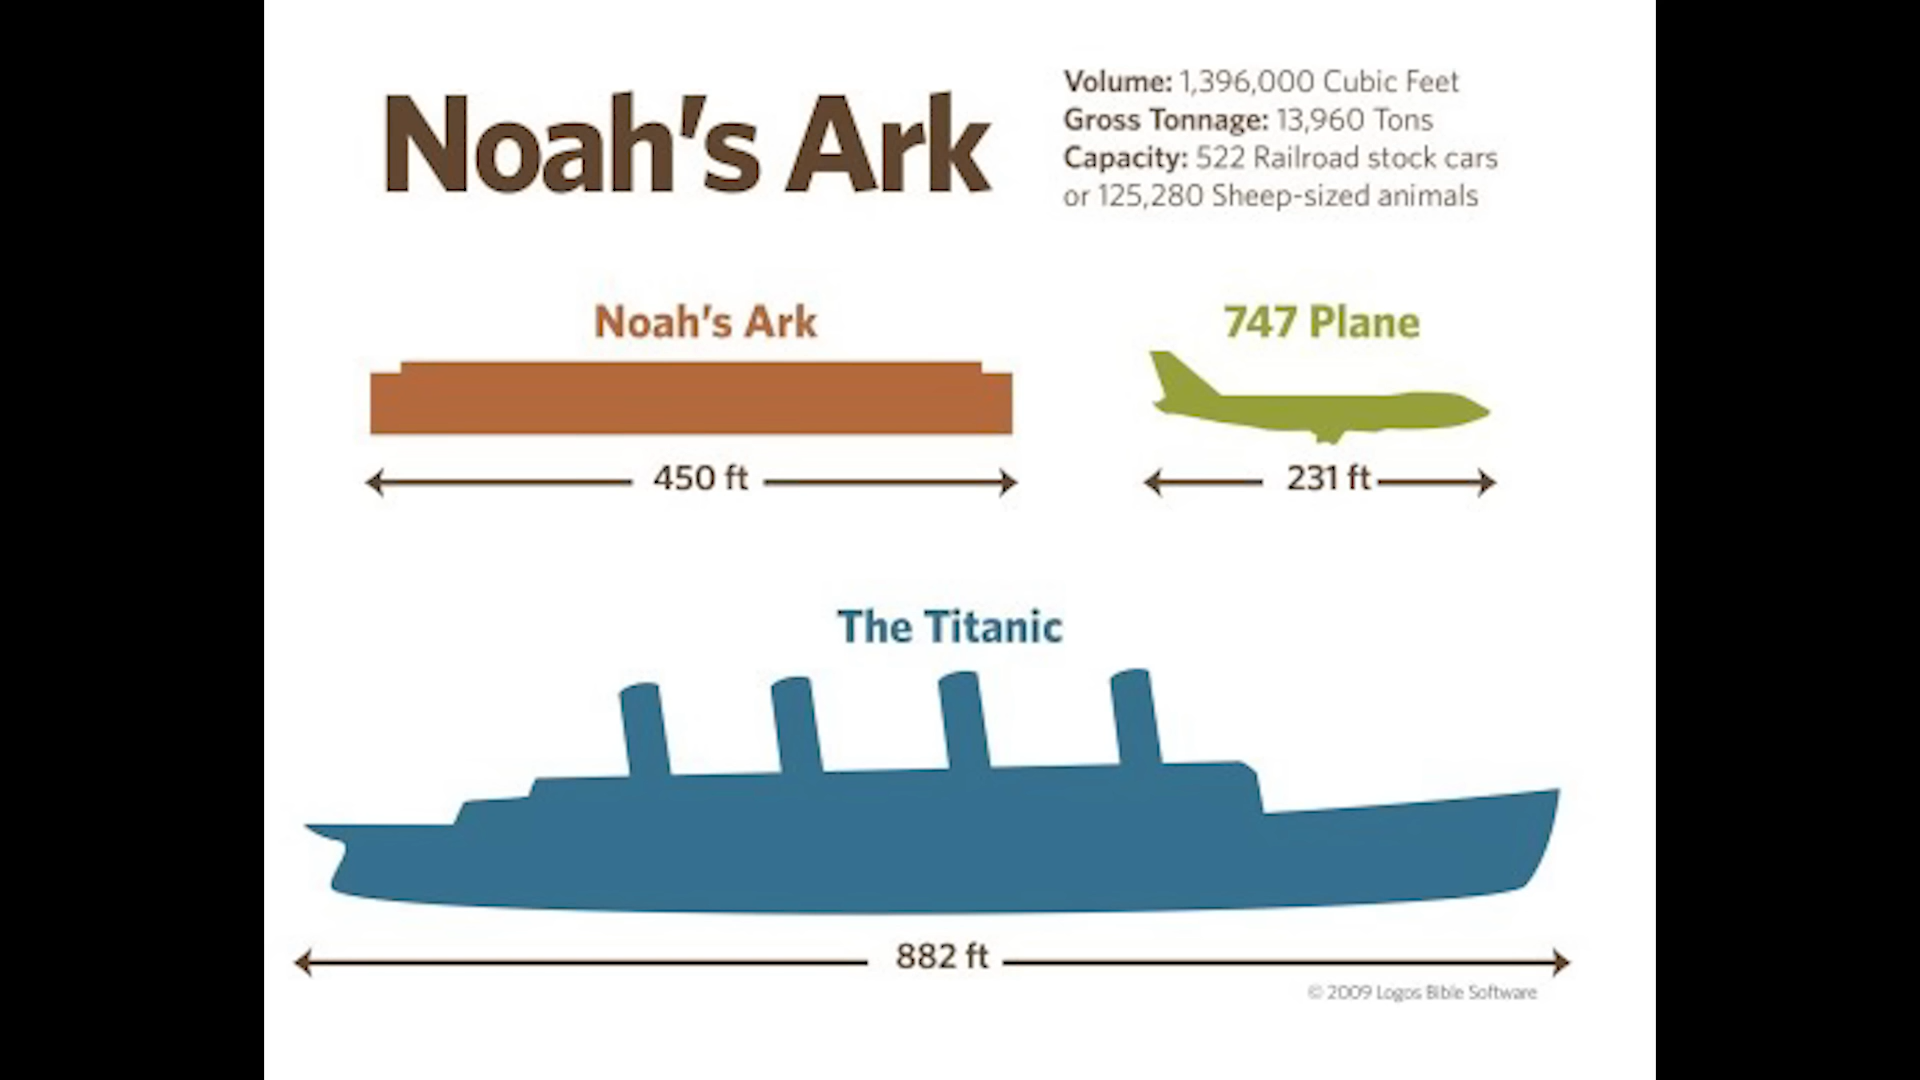 Noah's Ark
Volume: 1,396,000 Cubic Feet
Gross Tonnage: 13,960 Tons
Capacity: 522 Railroad stock cars
or 125,280 Sheep-sized animals
Noah's Ark
747 Plane
450 ft
231 ft
The Titanic
882 ft
© 2009 Logos Bible Software